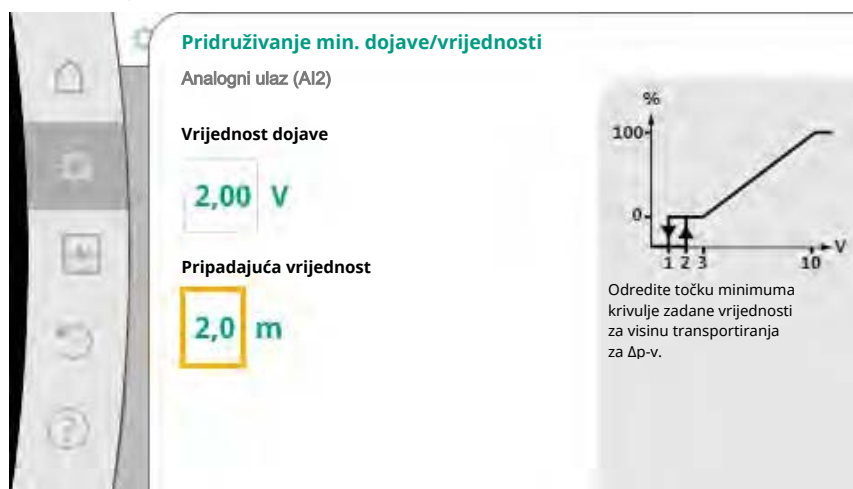 Pridruživanje min. dojave/vrijednosti
Analogni ulaz (AI2)
Vrijednost dojave
2,00 V
Pripadajuća vrijednost
2,0 m
%
100
0
1 2 3 10 V
Odredite točku minimuma
krivulje zadane vrijednosti
za visinu transportiranja
za Δp-v.
?